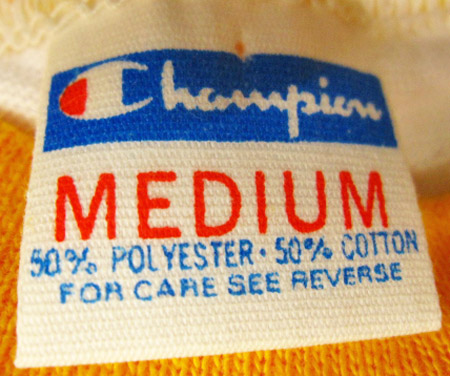 Champion
MEDIUM
50% POLYESTER · 50% COTTON
FOR CARE SEE REVERSE